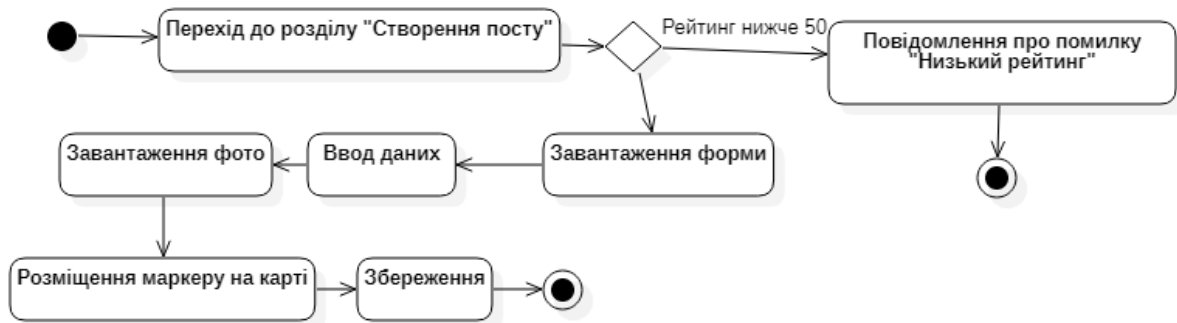 Перехід до розділу "Створення посту"
Рейтинг нижче 50
Повідомлення про помилку
"Низький рейтинг"
Завантаження фото
Ввод даних
Завантаження форми
Розміщення маркеру на карті
Збереження